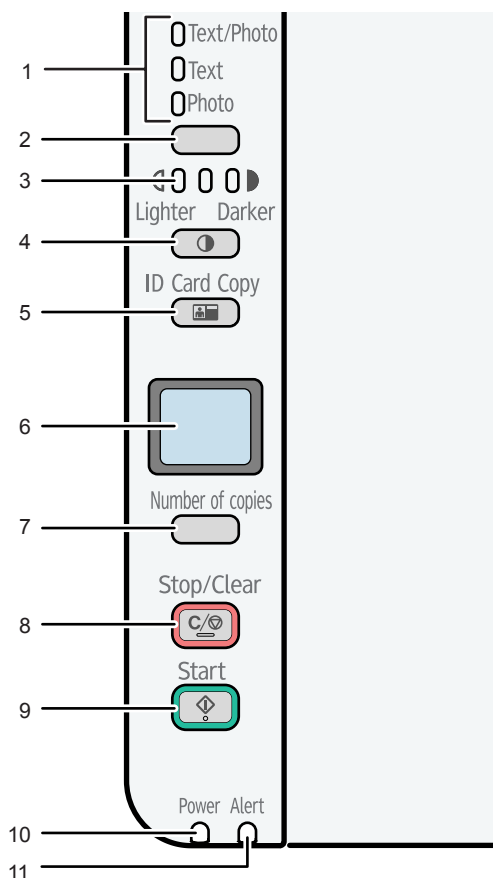 Text/Photo
1
Text
Photo
2
3
Lighter Darker
4
ID Card Copy
5
6
Number of copies
7
Stop/Clear
8 C/
Start
9
Power Alert
10
11